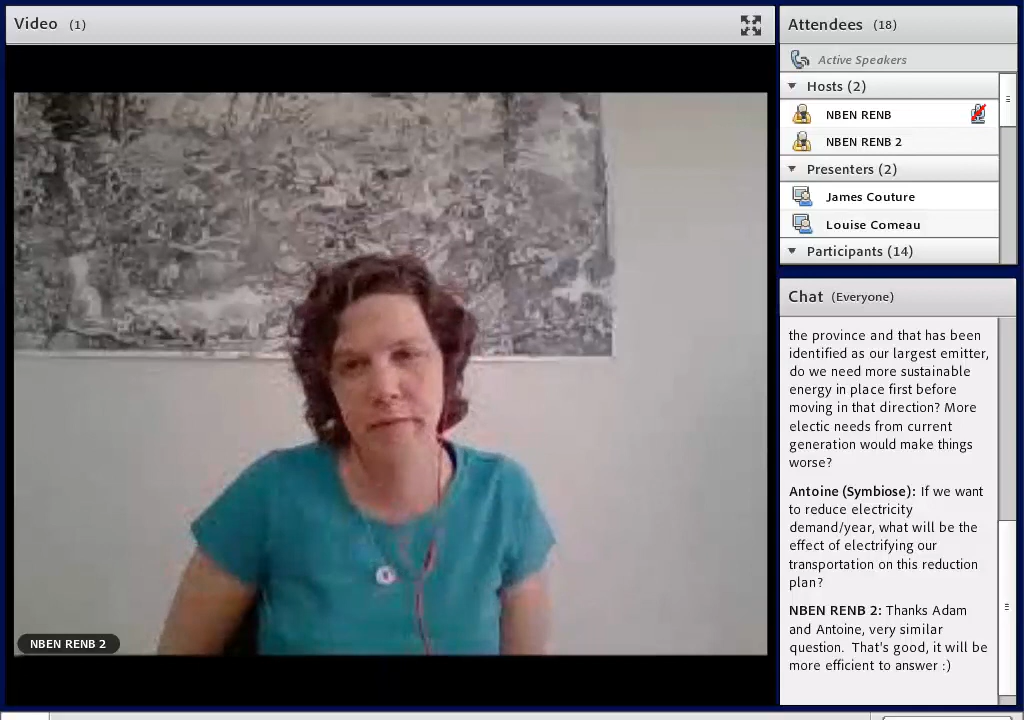 Video (1)
NBEN RENB 2
Attendees (18)
Active Speakers
Hosts (2)
NBEN RENB
NBEN RENB 2
Presenters (2)
James Couture
Louise Comeau
Participants (14)
Chat (Everyone)
the province and that has been
identified as our largest emitter,
do we need more sustainable
energy in place first before
moving in that direction? More
electic needs from current
generation would make things
worse?
Antoine (Symbiose): If we want
to reduce electricity
demand/year, what will be the
effect of electrifying our
transportation on this reduction
plan?
NBEN RENB 2: Thanks Adam
and Antoine, very similar
question.  That's good, it will be
more efficient to answer :)